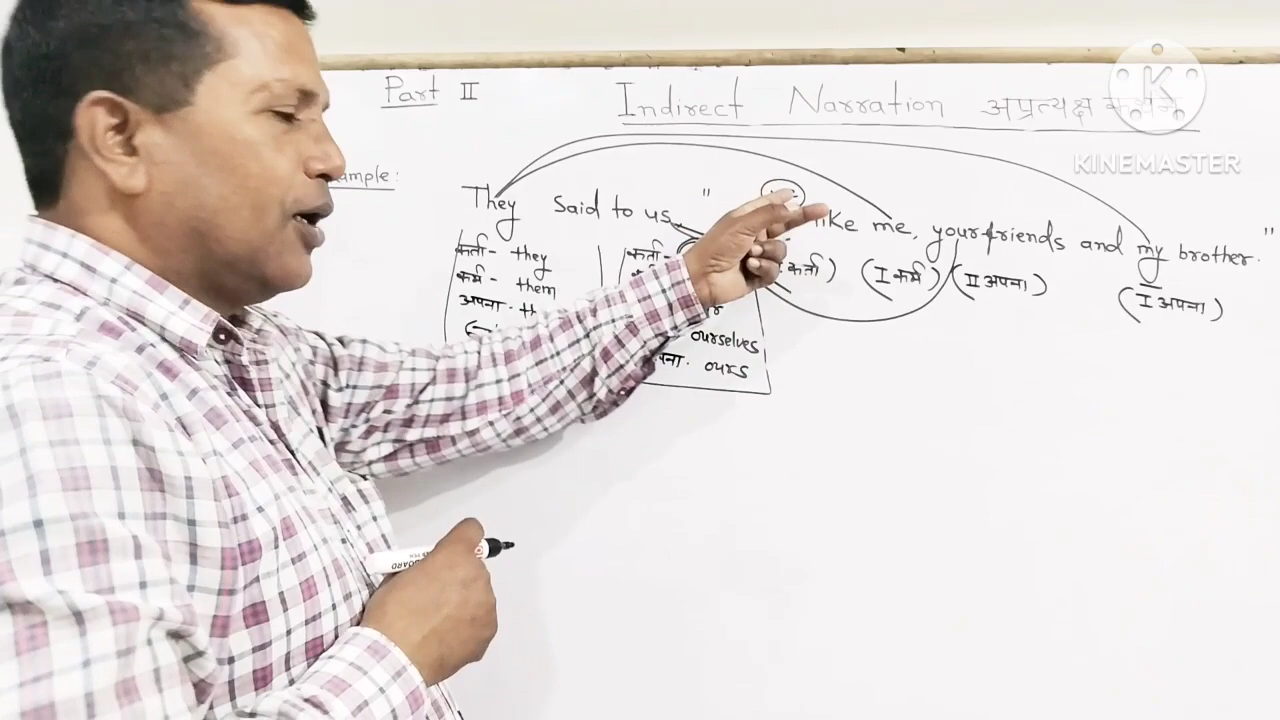 Part II Indirect Narration अप्रत्यक्ष कथन
KINEMASTER
They said to us, " like me, your friends and my brother."
कर्ता - they
कर्म - them
अपना -
कर्ता -
ourselves
ours
कर्ता) (I कर्म) (II अपना) (I अपना)